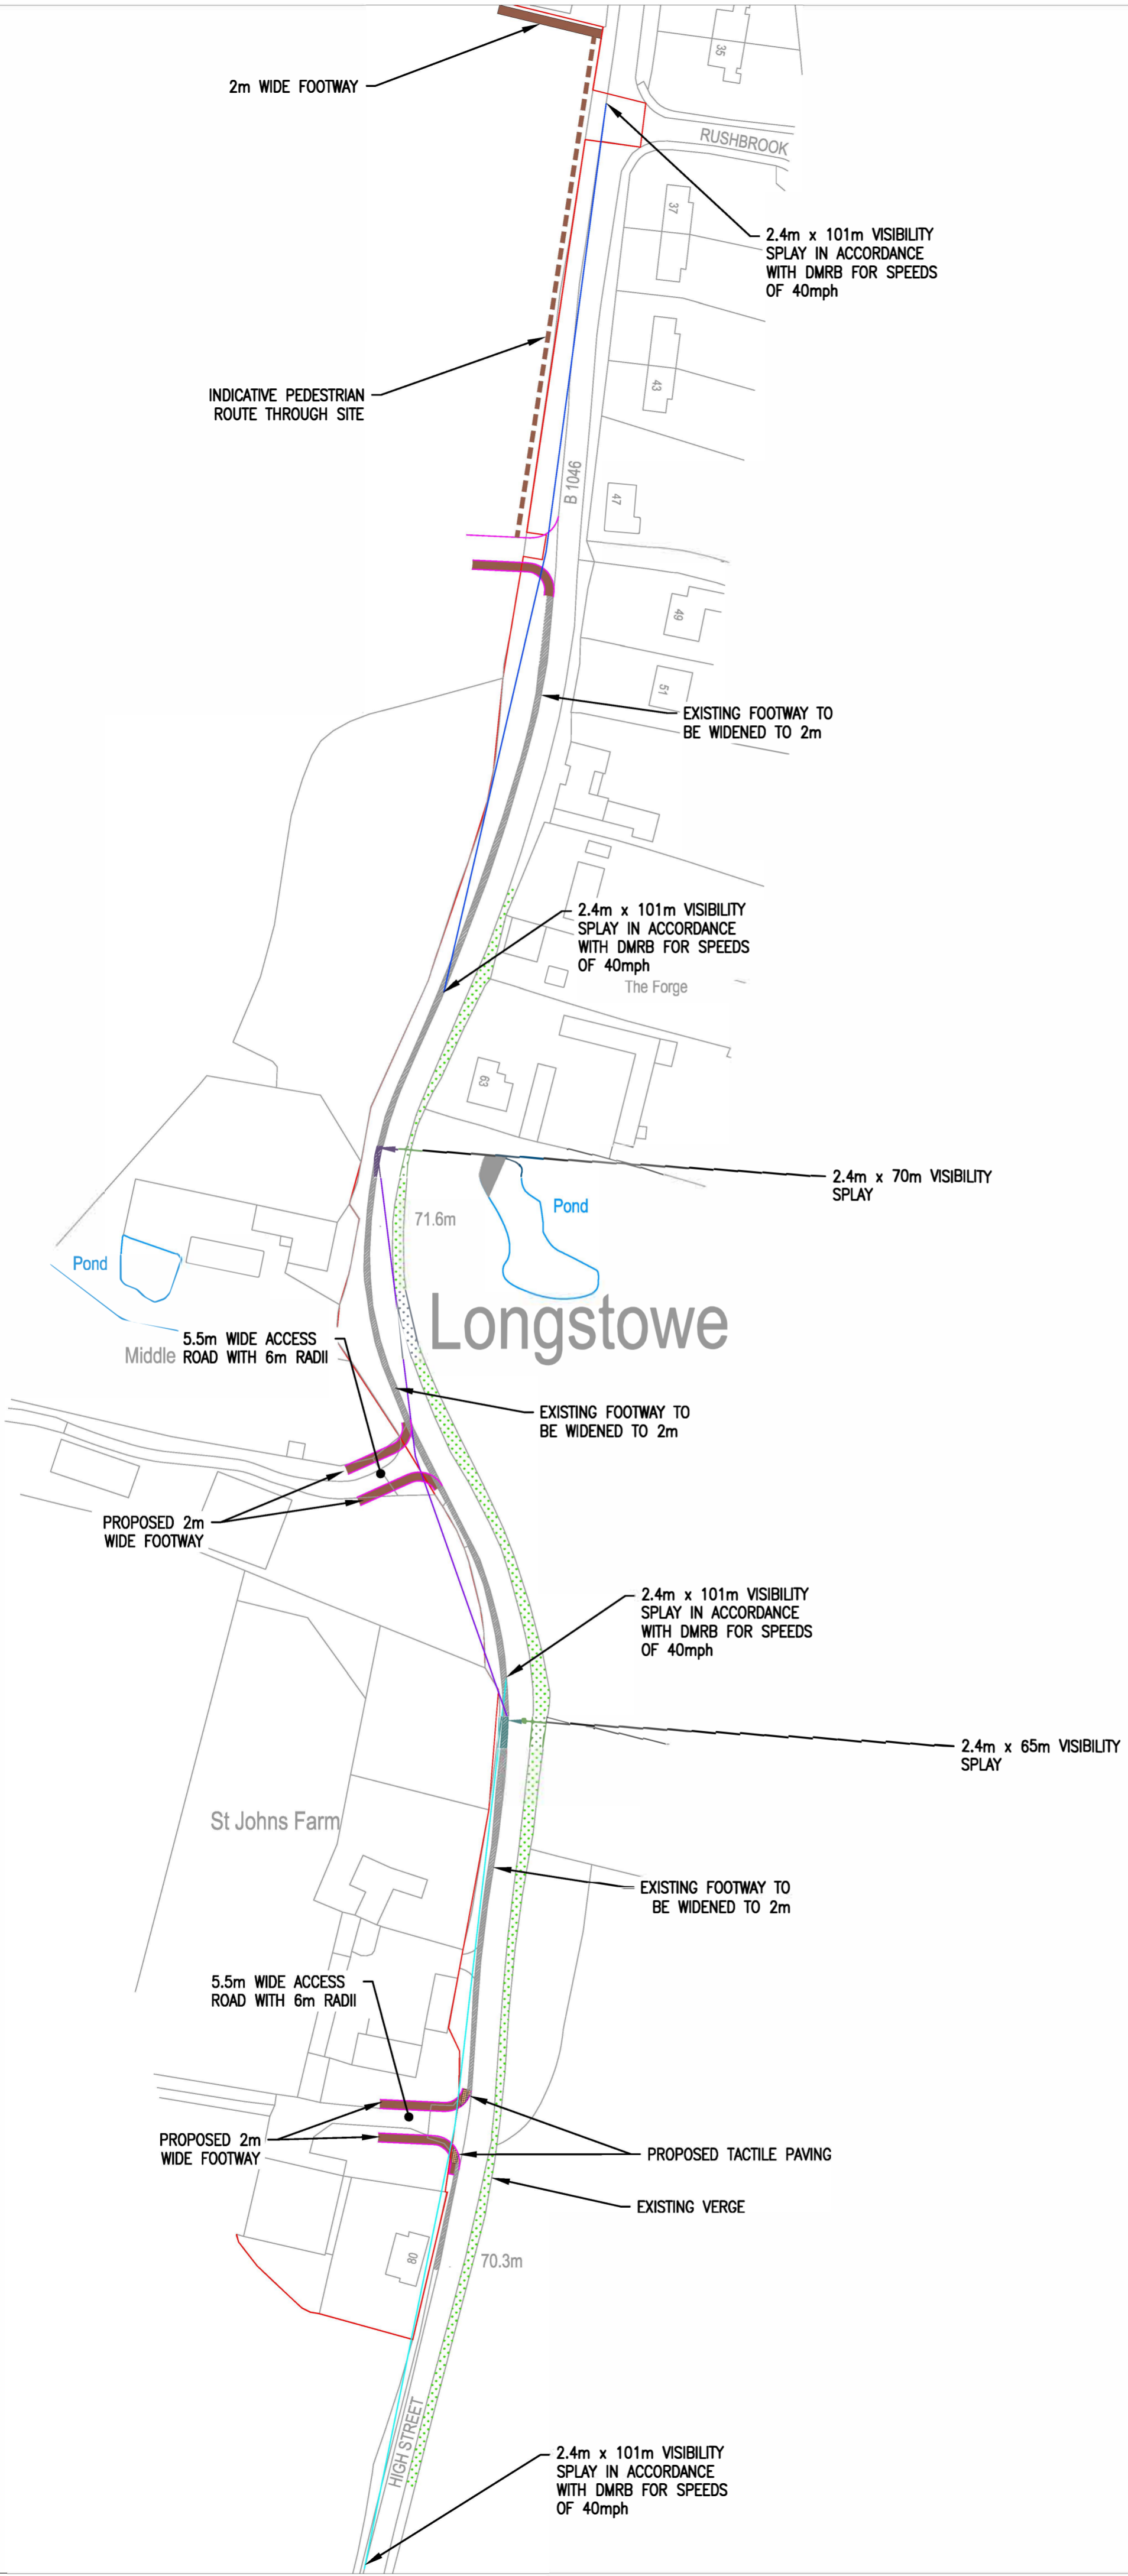 35
2m WIDE FOOTWAY
RUSHBROOK
37
2.4m x 101m VISIBILITY
SPLAY IN ACCORDANCE
WITH DMRB FOR SPEEDS
OF 40mph
INDICATIVE PEDESTRIAN
ROUTE THROUGH SITE
43
B 1046
47
49
51
EXISTING FOOTWAY TO
BE WIDENED TO 2m
2.4m x 101m VISIBILITY
SPLAY IN ACCORDANCE
WITH DMRB FOR SPEEDS
OF 40mph
The Forge
63
2.4m x 70m VISIBILITY
SPLAY
Pond
71.6m
Pond
Longstowe
5.5m WIDE ACCESS
ROAD WITH 6m RADII
Middle
EXISTING FOOTWAY TO
BE WIDENED TO 2m
PROPOSED 2m
WIDE FOOTWAY
2.4m x 101m VISIBILITY
SPLAY IN ACCORDANCE
WITH DMRB FOR SPEEDS
OF 40mph
2.4m x 65m VISIBILITY
SPLAY
St Johns Farm
EXISTING FOOTWAY TO
BE WIDENED TO 2m
5.5m WIDE ACCESS
ROAD WITH 6m RADII
PROPOSED 2m
WIDE FOOTWAY
PROPOSED TACTILE PAVING
EXISTING VERGE
80
70.3m
HIGH STREET
2.4m x 101m VISIBILITY
SPLAY IN ACCORDANCE
WITH DMRB FOR SPEEDS
OF 40mph